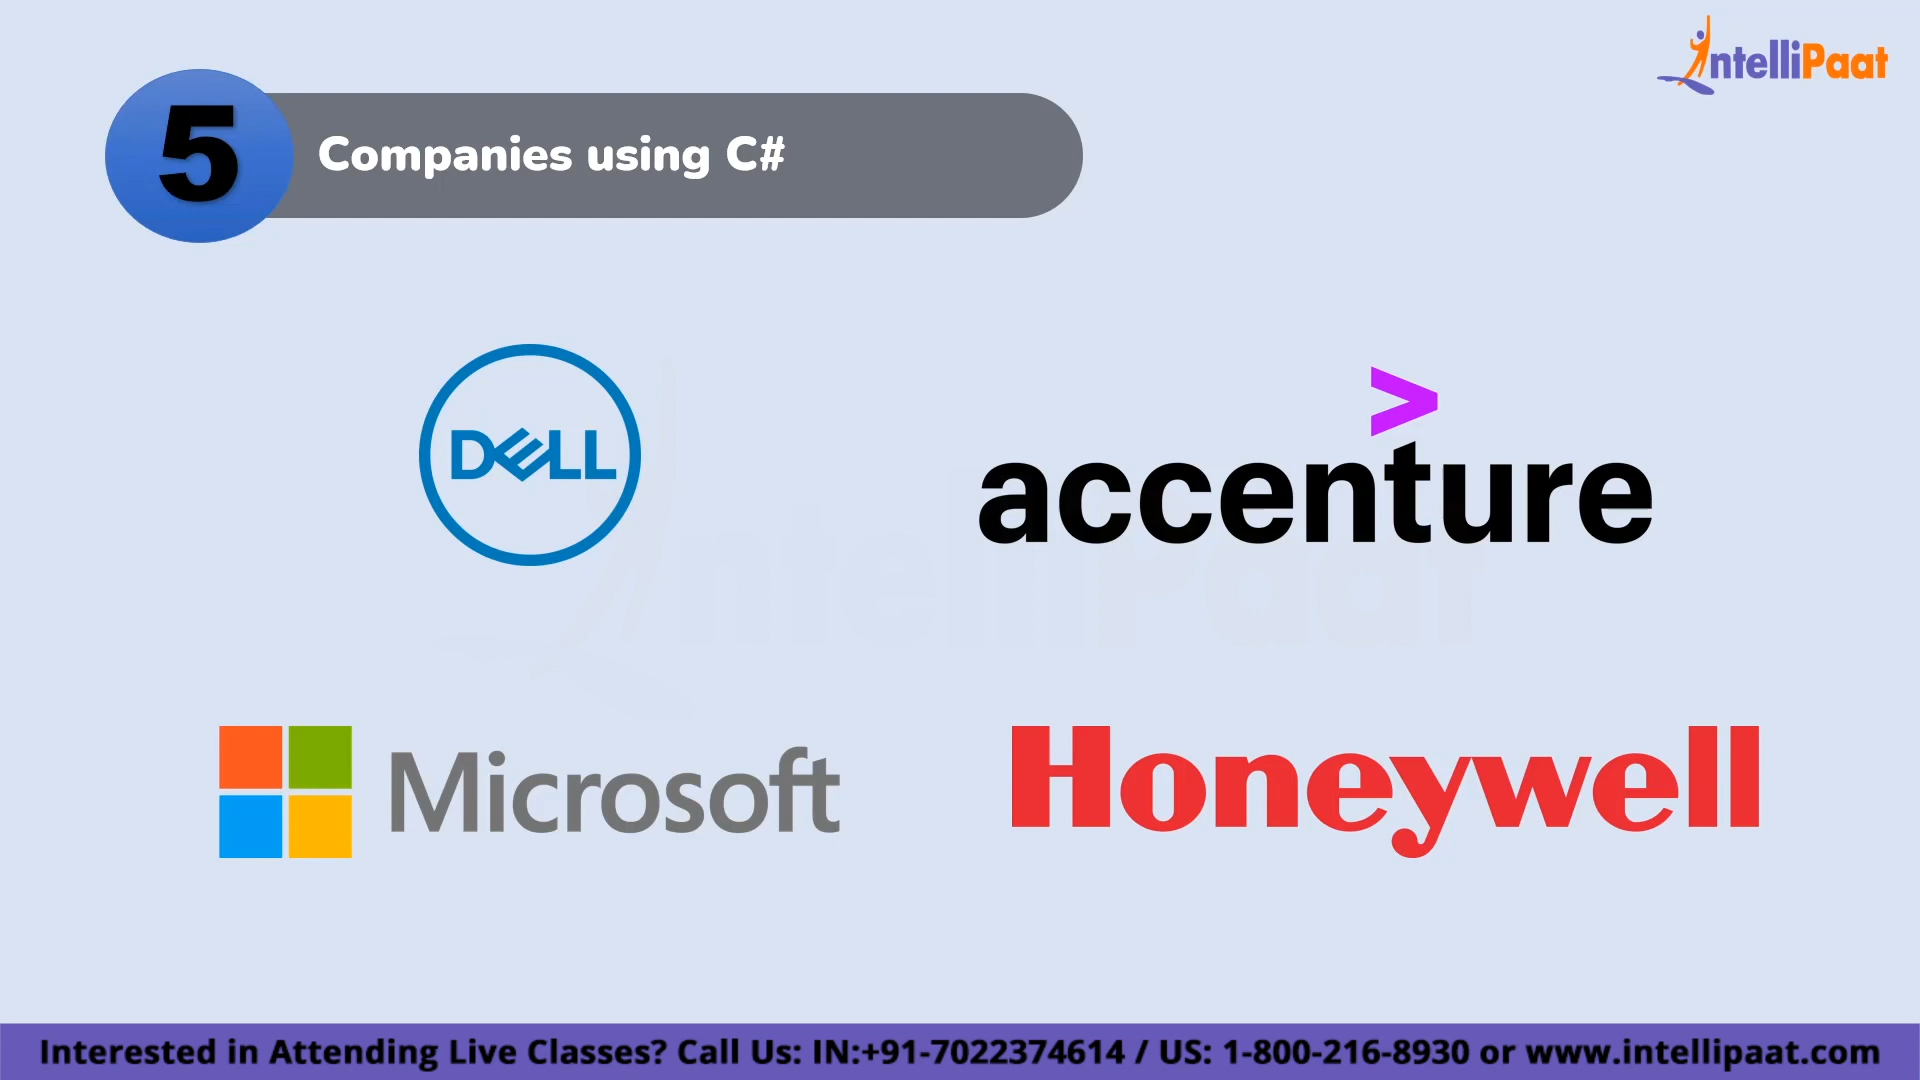 IntelliPaat
5
Companies using C#
DELL
>
accenture
Microsoft
Honeywell
IntelliPaat
Interested in Attending Live Classes? Call Us: IN:+91-7022374614 / US: 1-800-216-8930 or www.intellipaat.com